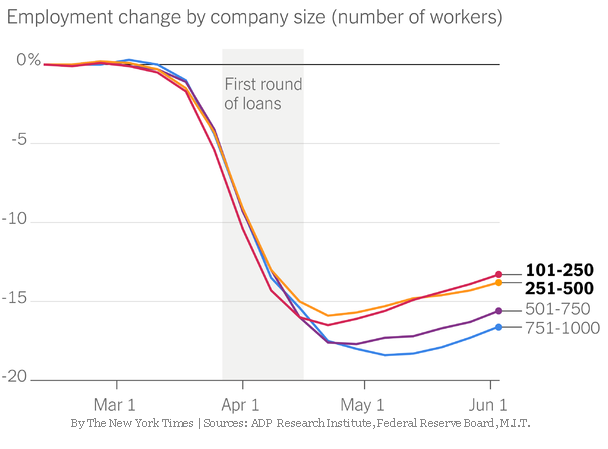 Employment change by company size (number of workers)
0%
First round
of loans
-5
-10
-15
-20
101-250
251-500
501-750
751-1000
Mar 1
Apr 1
May 1
Jun 1
By The New York Times | Sources: ADP Research Institute, Federal Reserve Board, M.I.T.